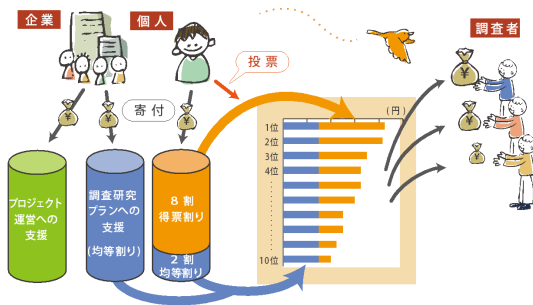 企業
個人
調査者
投票
寄付
¥
¥
¥
¥
¥
¥
(円)
1位
2位
3位
4位
10位
プロジェクト
運営への
支援
調査研究
プランへの
支援
(均等割り)
8割
得票割り
2割
均等割り